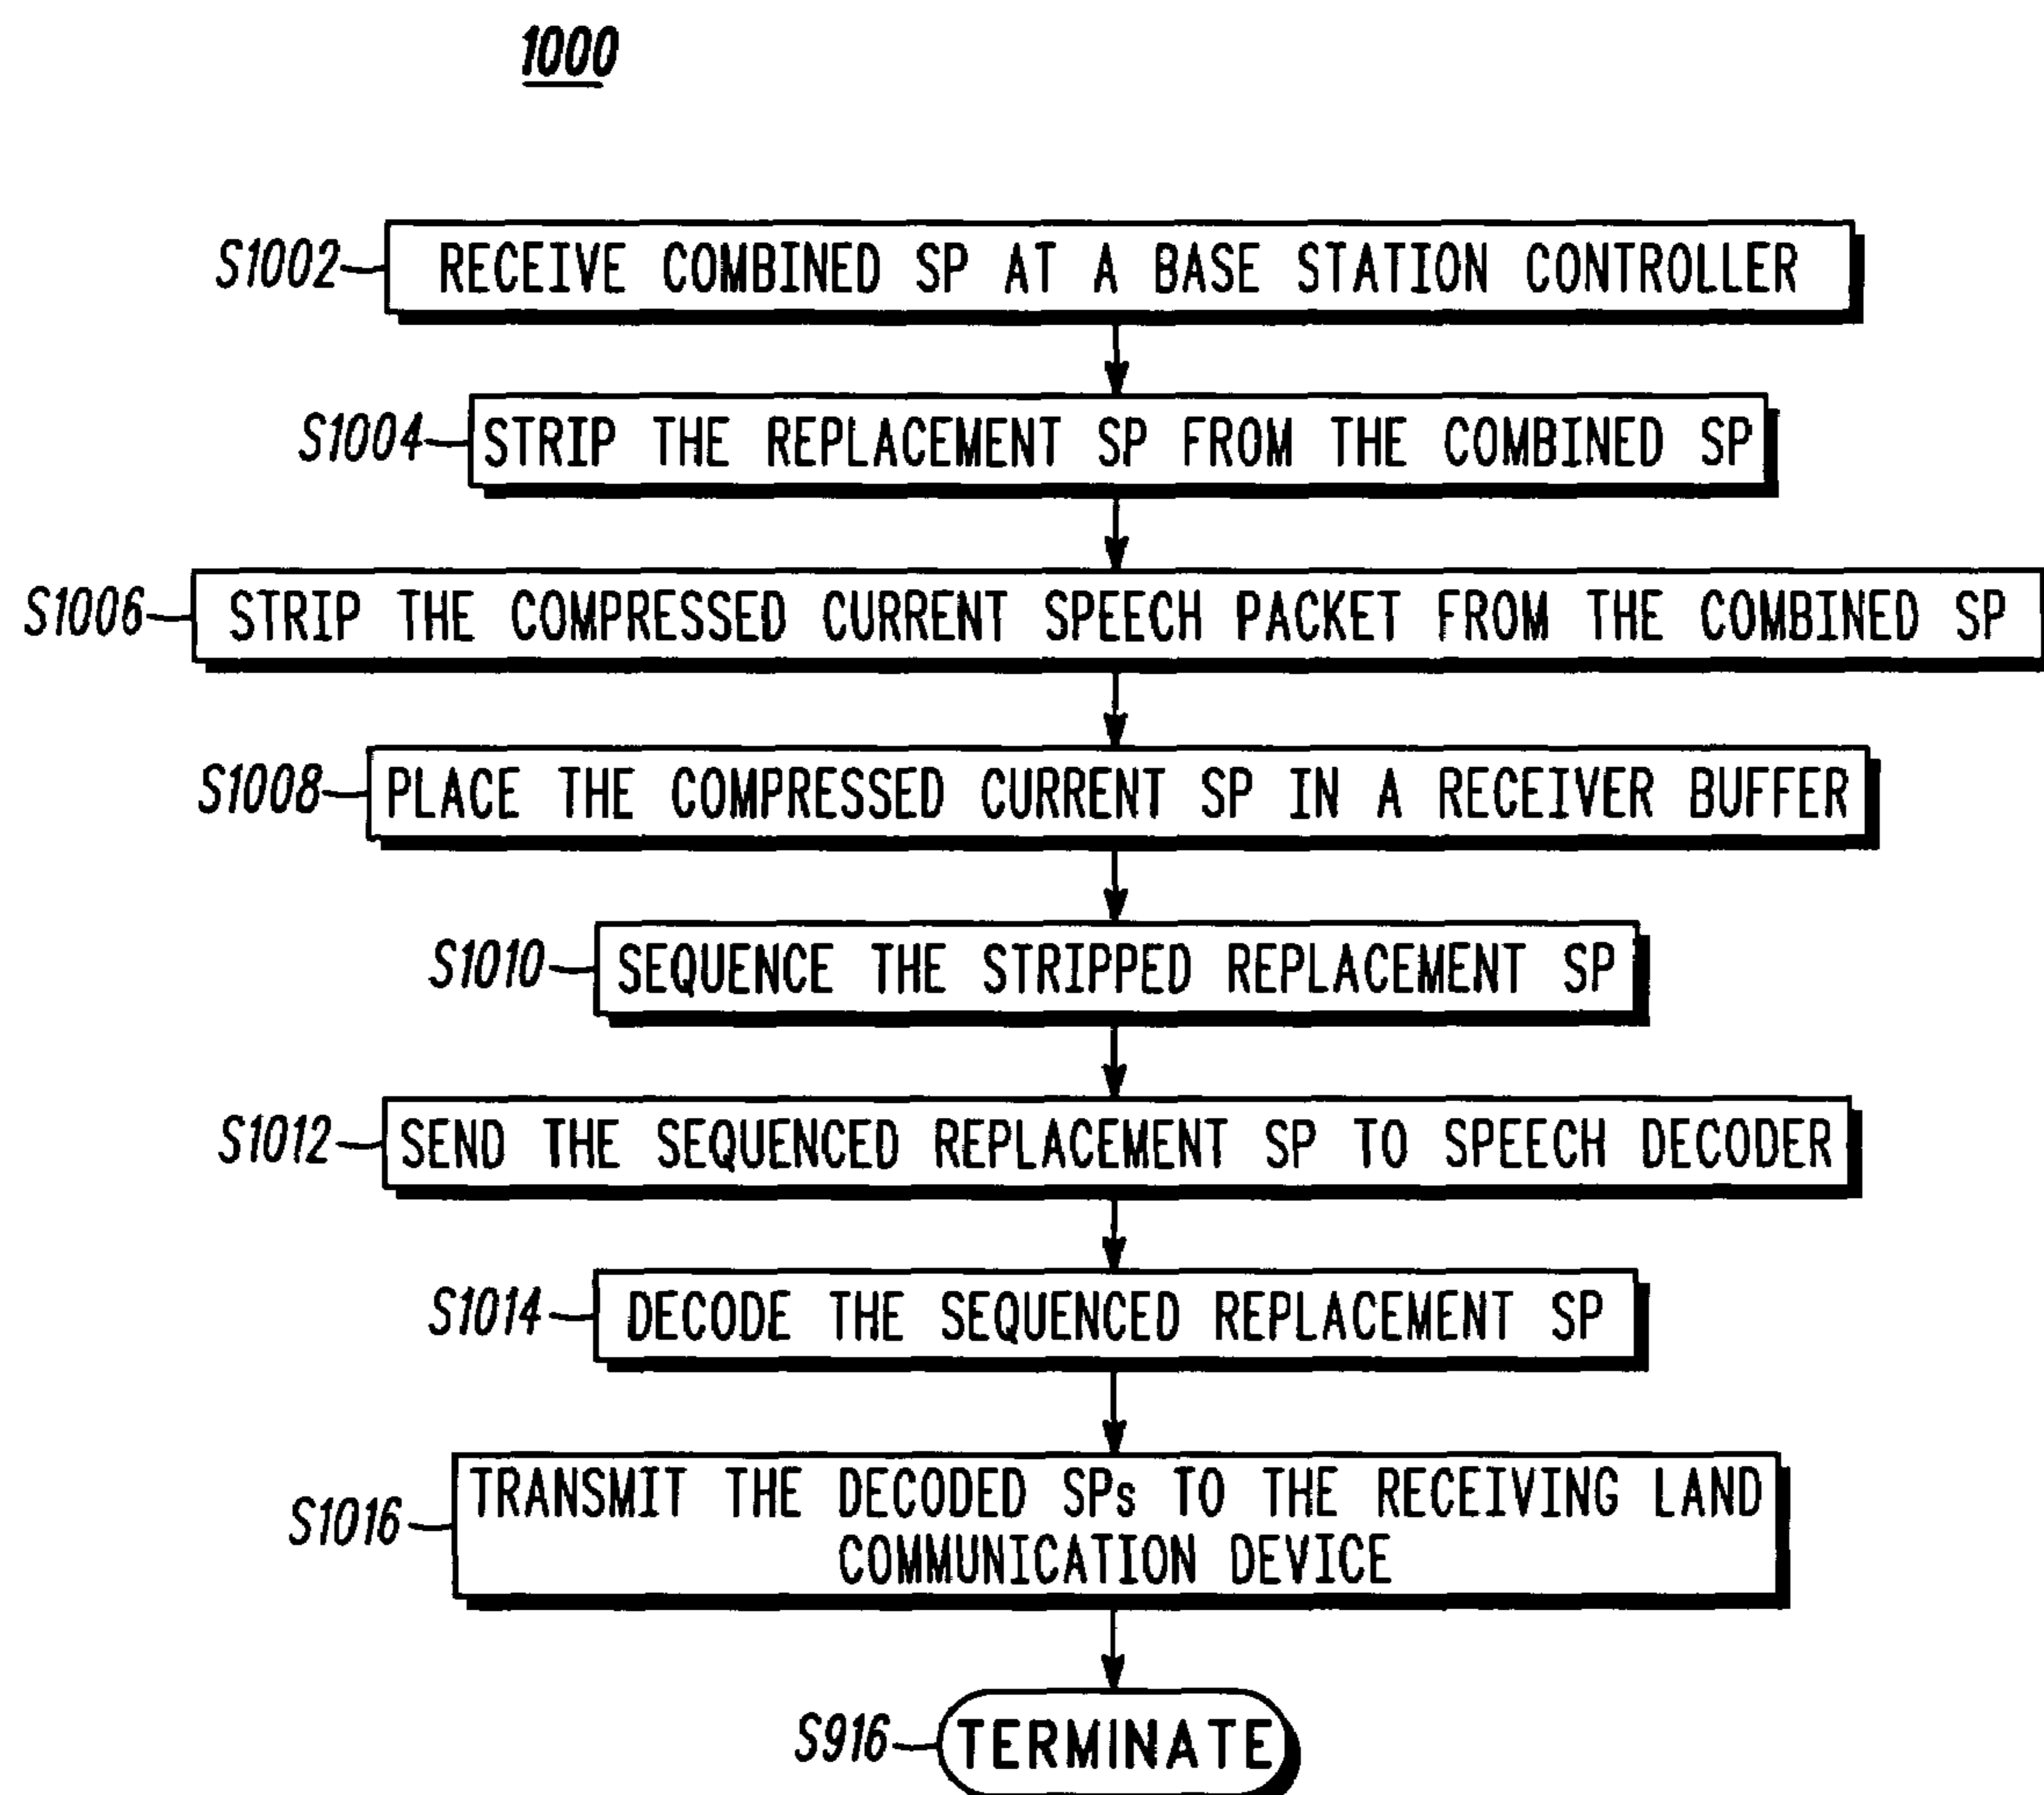 1000
S1002
RECEIVE COMBINED SP AT A BASE STATION CONTROLLER
S1004
STRIP THE REPLACEMENT SP FROM THE COMBINED SP
S1006
STRIP THE COMPRESSED CURRENT SPEECH PACKET FROM THE COMBINED SP
S1008
PLACE THE COMPRESSED CURRENT SP IN A RECEIVER BUFFER
S1010
SEQUENCE THE STRIPPED REPLACEMENT SP
S1012
SEND THE SEQUENCED REPLACEMENT SP TO SPEECH DECODER
S1014
DECODE THE SEQUENCED REPLACEMENT SP
S1016
TRANSMIT THE DECODED SPs TO THE RECEIVING LAND
COMMUNICATION DEVICE
S916
TERMINATE